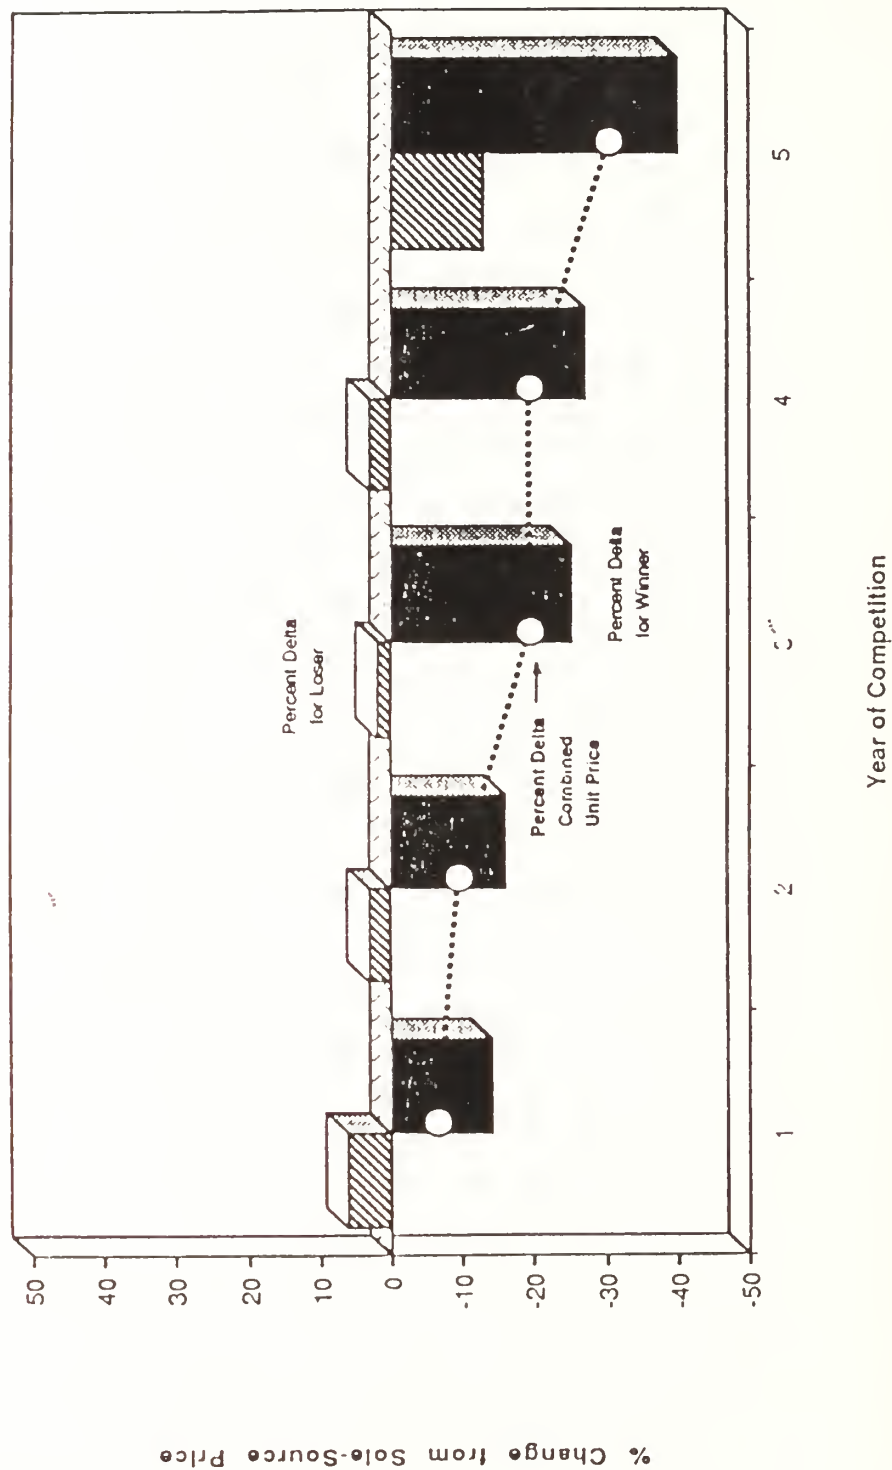 % Change from Sole-Source Price
50
40
30
20
10
0
-10
-20
-30
-40
-50
Percent Delta
for Loser
Percent Delta
Combined
Unit Price
Percent Delta
for Winner
1
2
4
5
Year of Competition